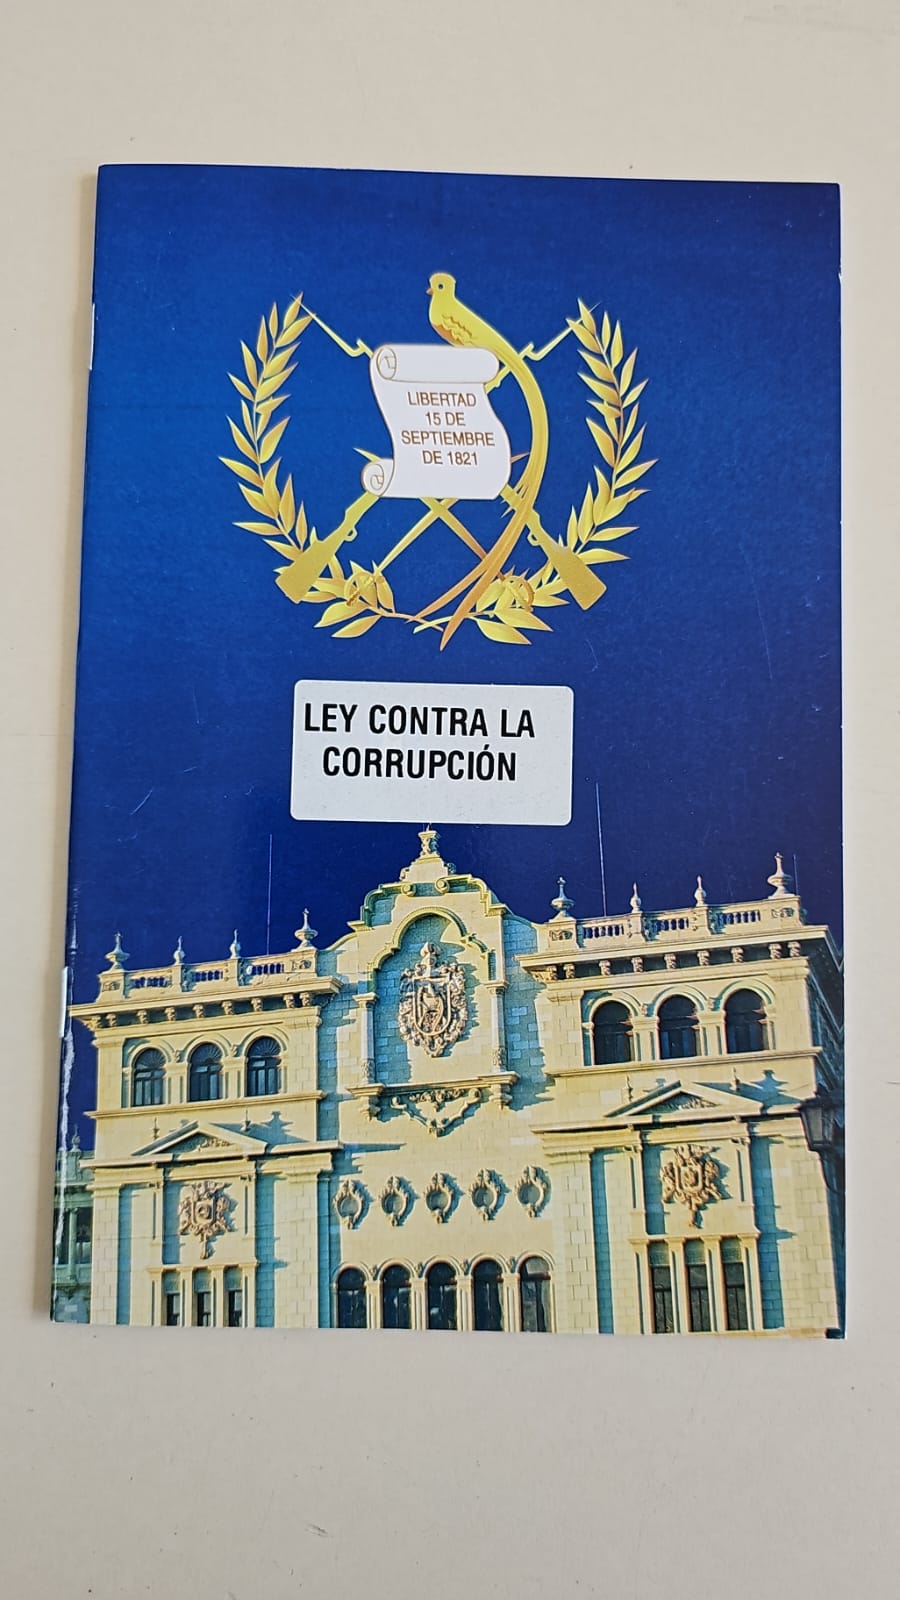 LIBERTAD
15 DE
SEPTIEMBRE
DE 1821
LEY CONTRA LA
CORRUPCIÓN